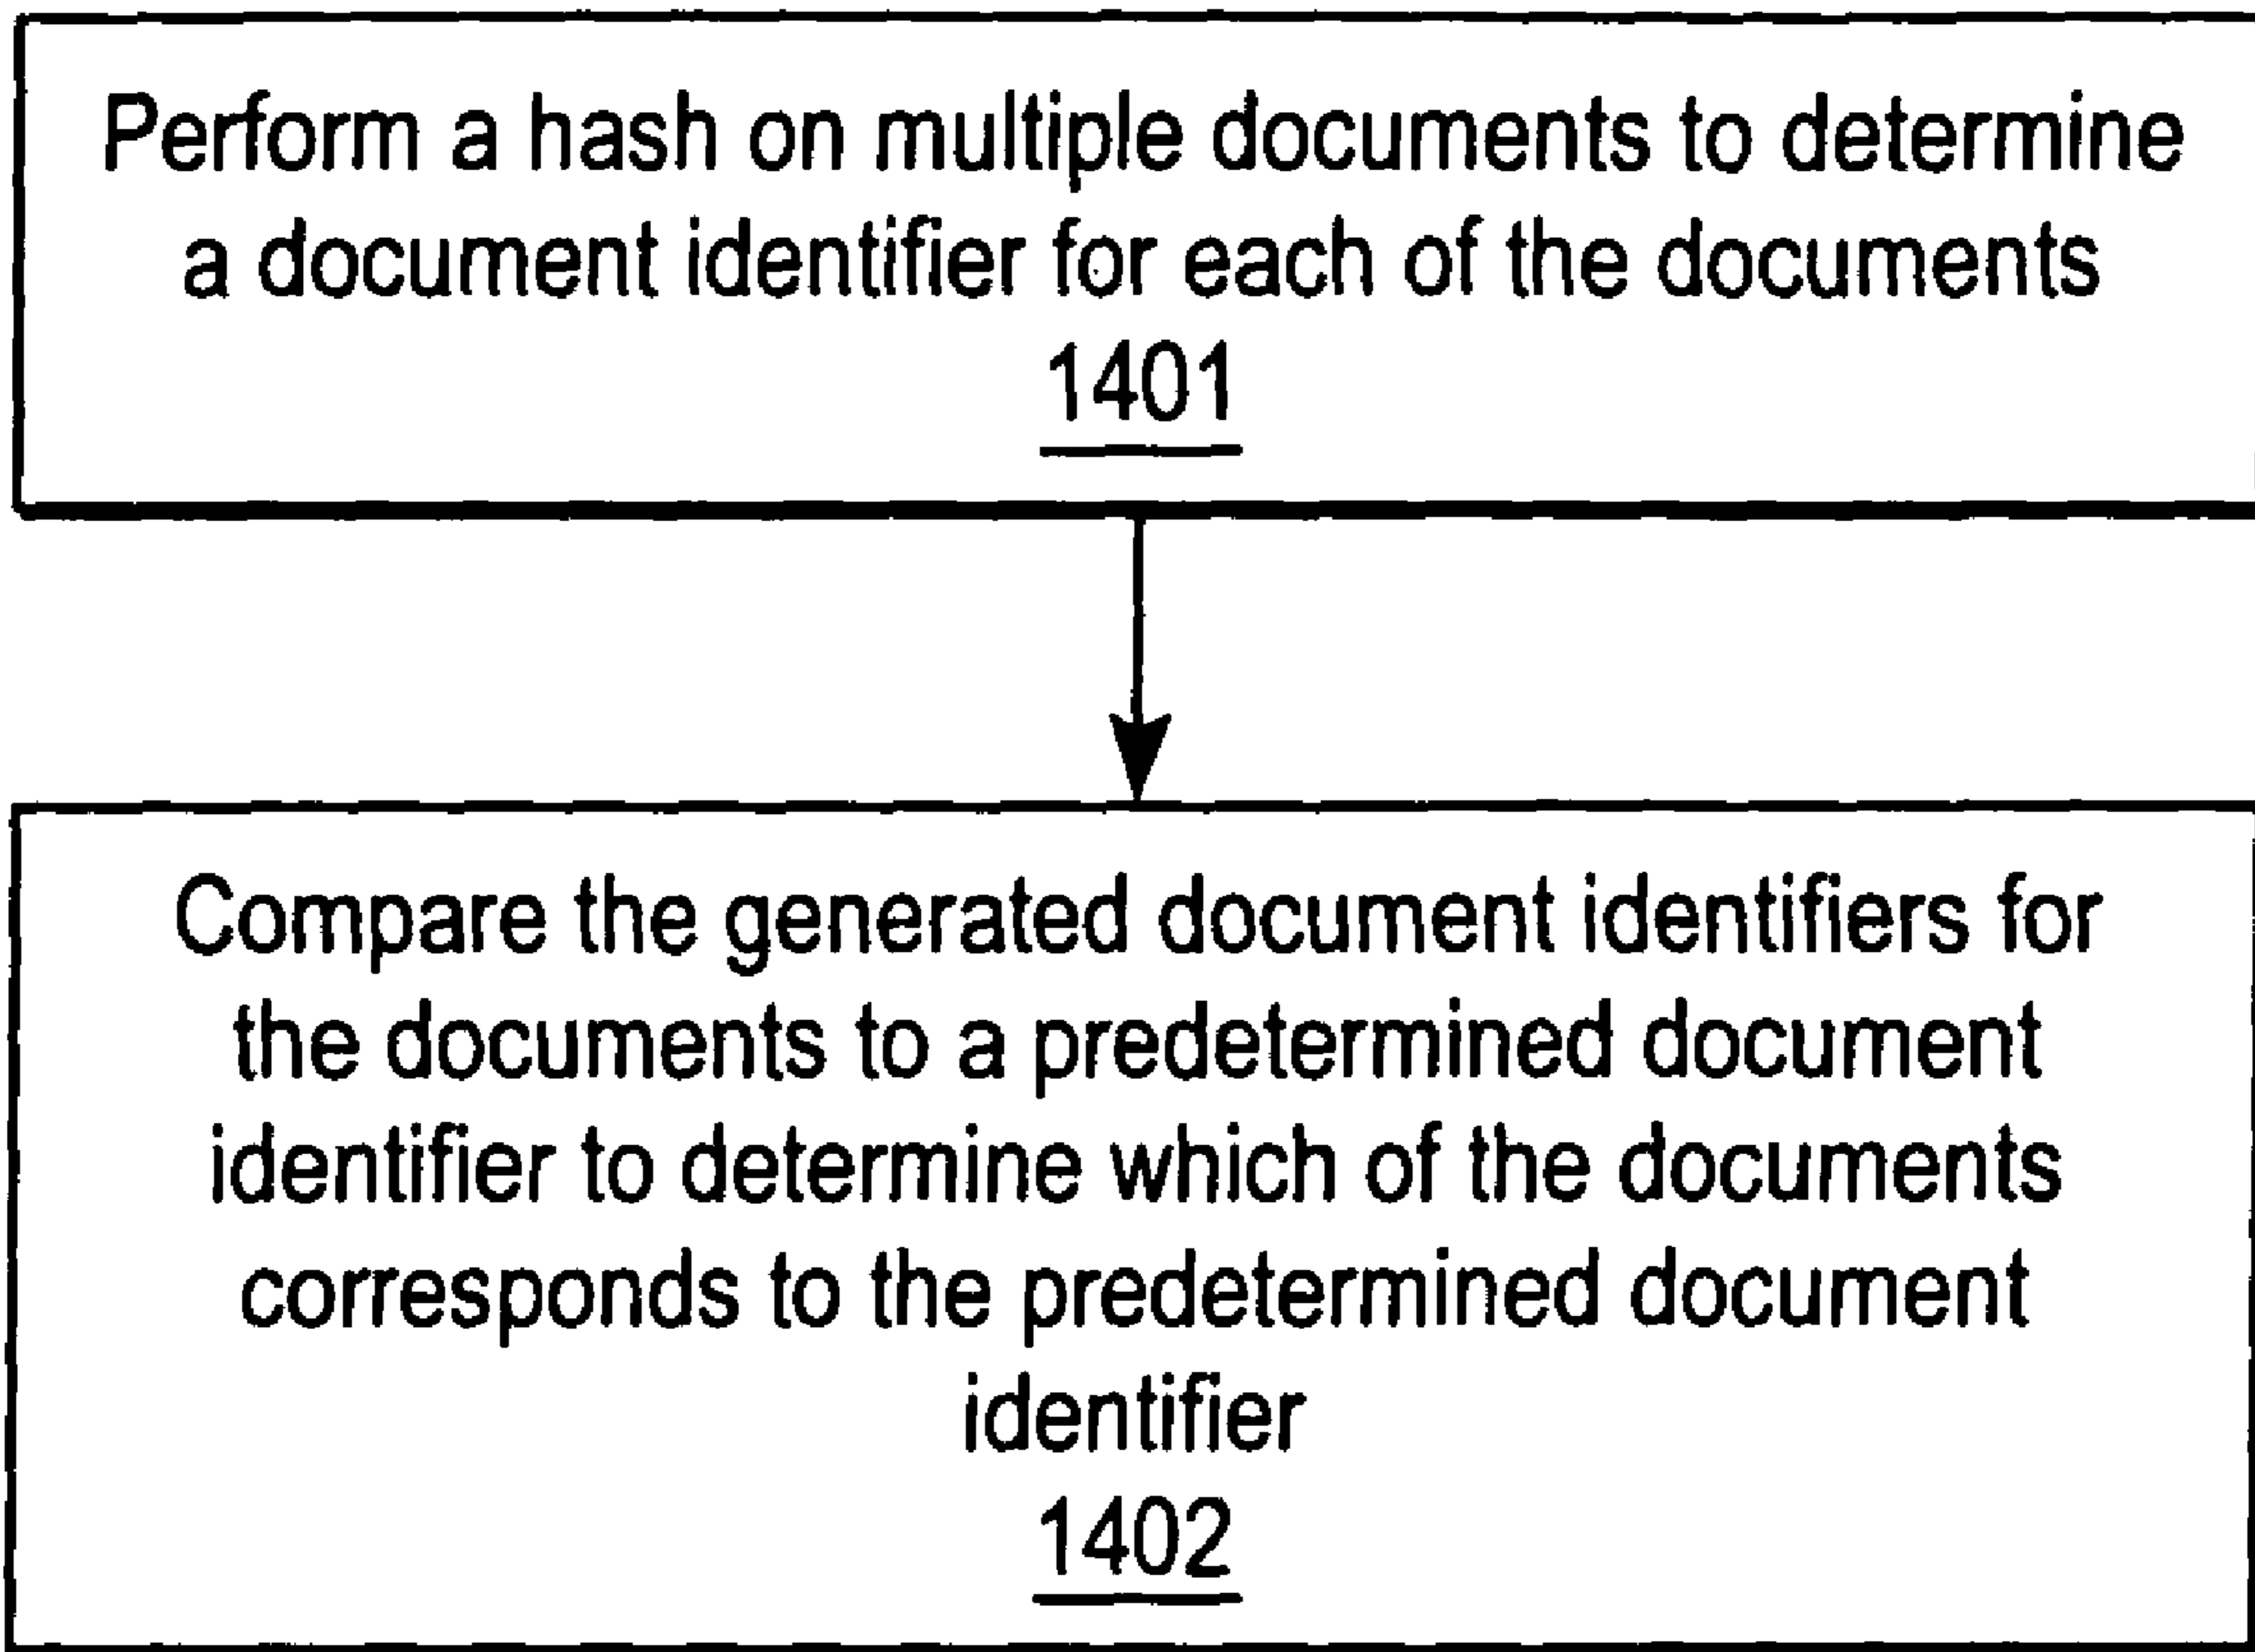 Perform a hash on multiple documents to determine
a document identifier for each of the documents
1401
Compare the generated document identifiers for
the documents to a predetermined document
identifier to determine which of the documents
corresponds to the predetermined document
identifier
1402